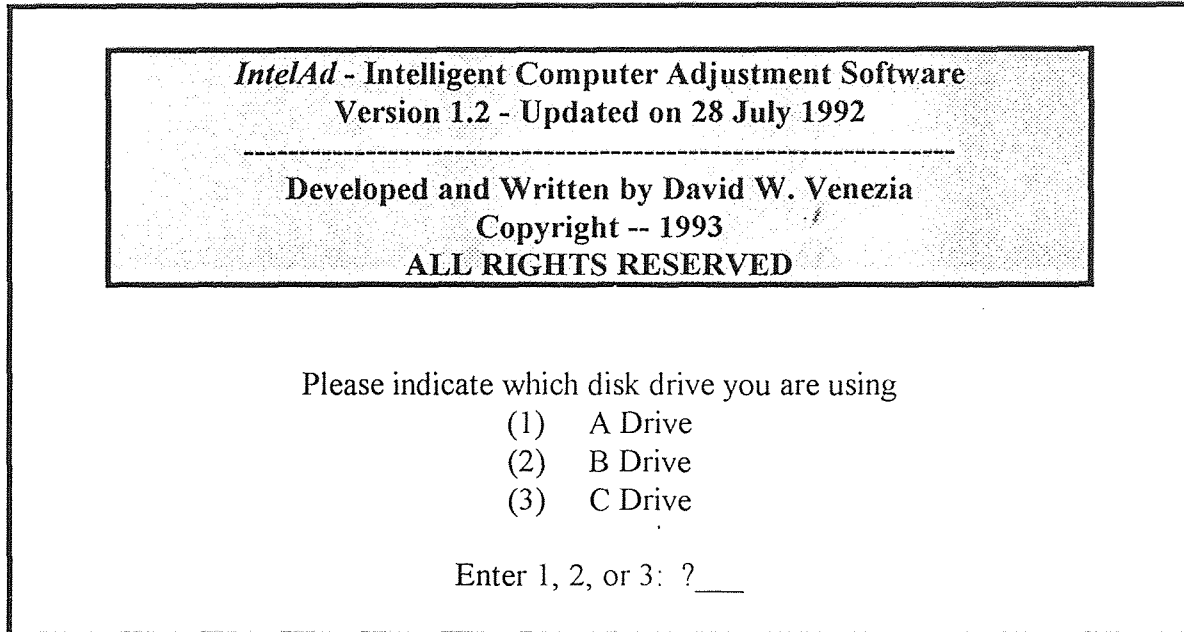 IntelAd - Intelligent Computer Adjustment Software
Version 1.2 - Updated on 28 July 1992
----------------------------------------------------------------------
Developed and Written by David W. Venezia
Copyright -- 1993
ALL RIGHTS RESERVED
Please indicate which disk drive you are using
(1) A Drive
(2) B Drive
(3) C Drive
Enter 1, 2, or 3: ?___